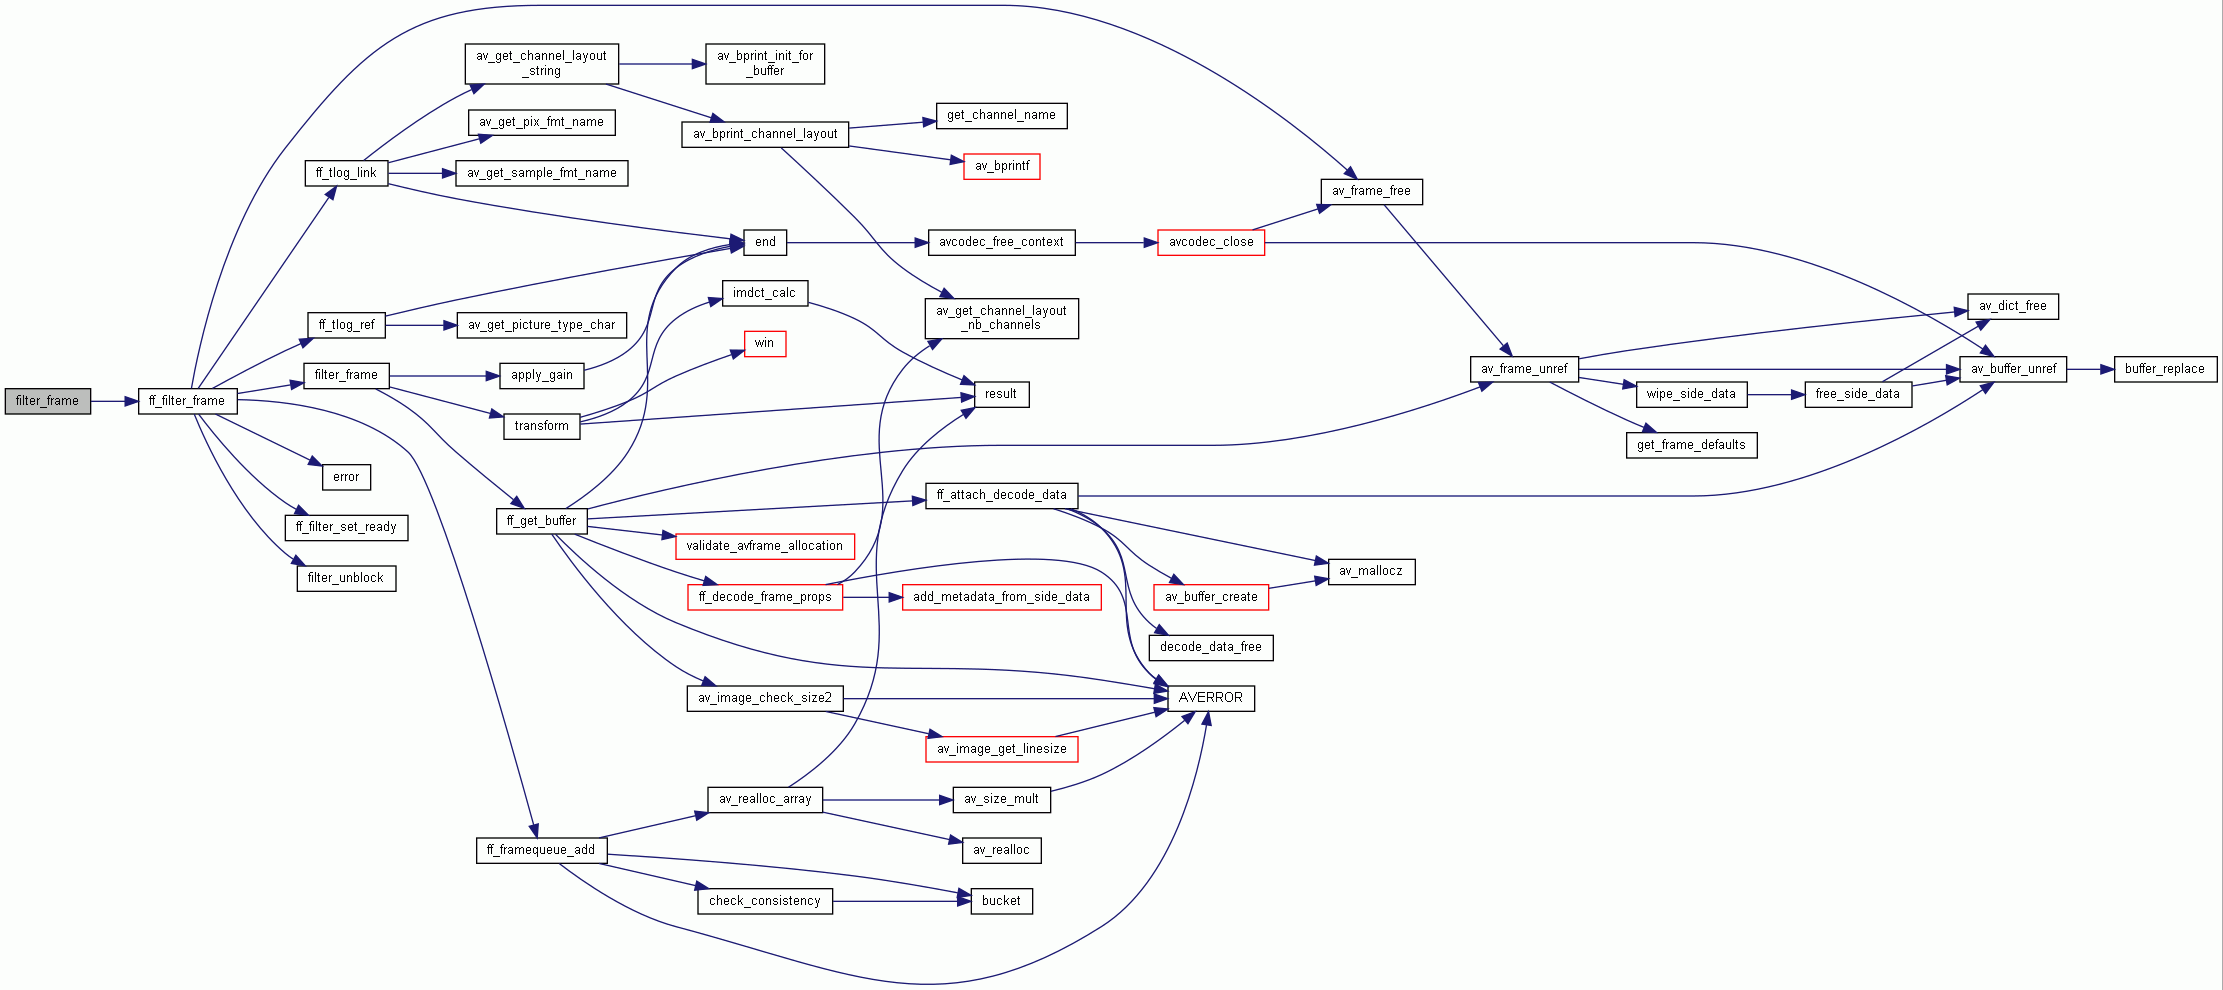 filter_frame
ff_filter_frame
ff_tlog_link
ff_tlog_ref
filter_frame
error
ff_filter_set_ready
filter_unblock
av_get_channel_layout
_string
av_get_pix_fmt_name
av_get_sample_fmt_name
av_get_picture_type_char
apply_gain
transform
ff_get_buffer
ff_framequeue_add
av_bprint_init_for
_buffer
av_bprint_channel_layout
end
imdct_calc
win
validate_avframe_allocation
ff_decode_frame_props
av_image_check_size2
av_realloc_array
check_consistency
get_channel_name
av_bprintf
avcodec_free_context
av_get_channel_layout
_nb_channels
result
ff_attach_decode_data
add_metadata_from_side_data
av_image_get_linesize
av_size_mult
av_realloc
bucket
avcodec_close
av_buffer_create
decode_data_free
AVERROR
av_frame_free
av_mallocz
av_frame_unref
wipe_side_data
get_frame_defaults
free_side_data
av_dict_free
av_buffer_unref
buffer_replace